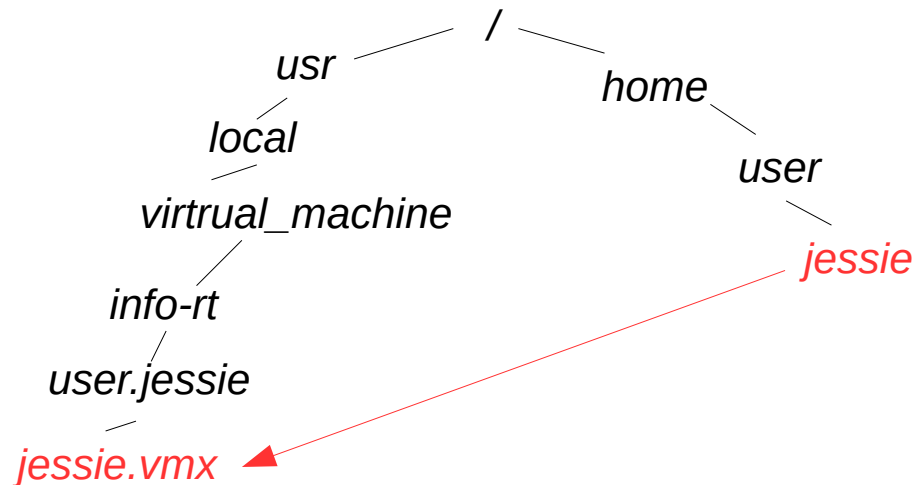 /
usr
home
local
user
virtrual_machine
jessie
info-rt
user.jessie
jessie.vmx